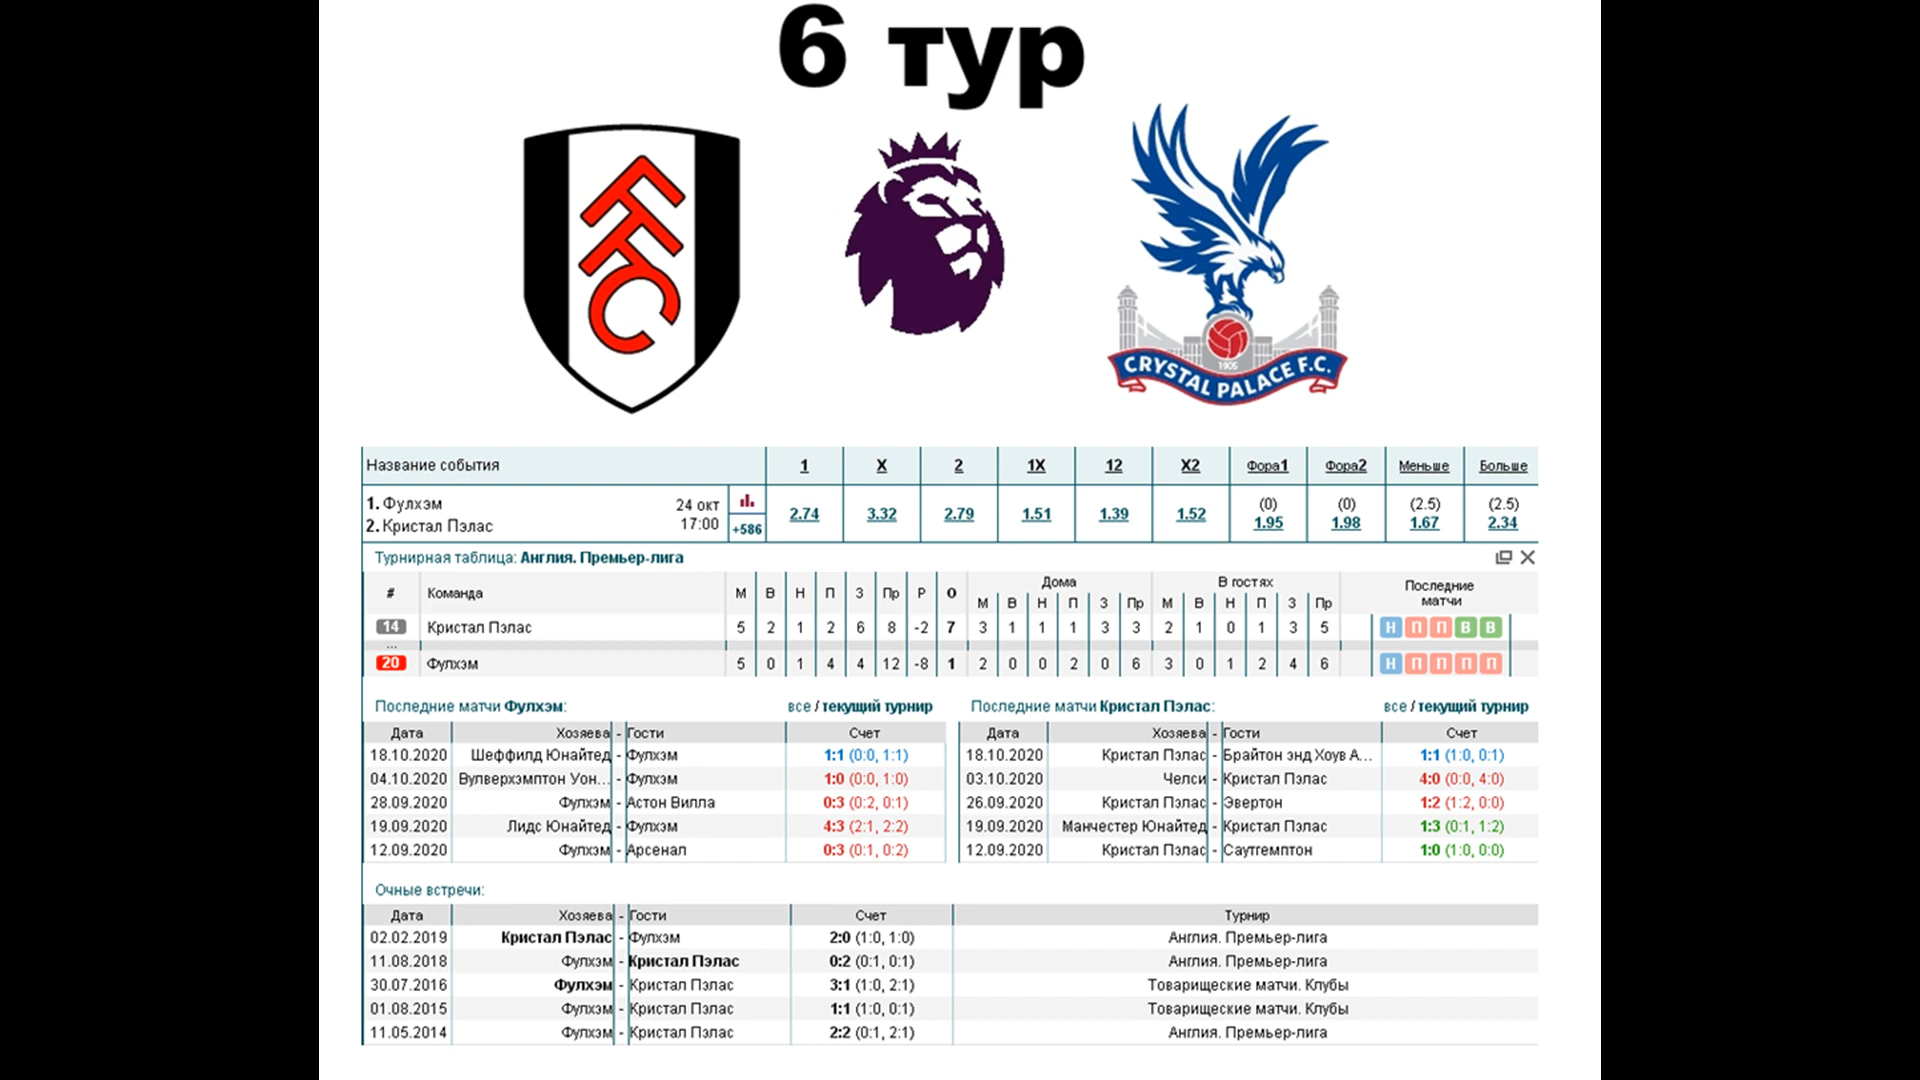 6 тур
FFC
1905
CRYSTAL PALACE F.C.
Название события 1 X 2 1X 12 X2 Фора1 Фора2 Меньше Больше
1. Фулхэм 24 окт (0) (0) (2.5) (2.5)
2. Кристал Пэлас 17:00 +586 2.74 3.32 2.79 1.51 1.39 1.52 1.95 1.98 1.67 2.34
Турнирная таблица: Англия. Премьер-лига
# Команда М В Н П З Пр Р О Дома В гостях Последние матчи
М В Н П З Пр М В Н П З Пр
14 Кристал Пэлас 5 2 1 2 6 8 -2 7 3 1 1 1 3 3 2 1 0 1 3 5 Н П П В В
...
20 Фулхэм 5 0 1 4 4 12 -8 1 2 0 0 2 0 6 3 0 1 2 4 6 Н П П П П
Последние матчи Фулхэм: все / текущий турнир
Дата Хозяева - Гости Счет
18.10.2020 Шеффилд Юнайтед - Фулхэм 1:1 (0:0, 1:1)
04.10.2020 Вулверхэмптон Уон... - Фулхэм 1:0 (0:0, 1:0)
28.09.2020 Фулхэм - Астон Вилла 0:3 (0:2, 0:1)
19.09.2020 Лидс Юнайтед - Фулхэм 4:3 (2:1, 2:2)
12.09.2020 Фулхэм - Арсенал 0:3 (0:1, 0:2)
Последние матчи Кристал Пэлас: все / текущий турнир
Дата Хозяева - Гости Счет
18.10.2020 Кристал Пэлас - Брайтон энд Хоув А... 1:1 (1:0, 0:1)
03.10.2020 Челси - Кристал Пэлас 4:0 (0:0, 4:0)
26.09.2020 Кристал Пэлас - Эвертон 1:2 (1:2, 0:0)
19.09.2020 Манчестер Юнайтед - Кристал Пэлас 1:3 (0:1, 1:2)
12.09.2020 Кристал Пэлас - Саутгемптон 1:0 (1:0, 0:0)
Очные встречи:
Дата Хозяева - Гости Счет Турнир
02.02.2019 Кристал Пэлас - Фулхэм 2:0 (1:0, 1:0) Англия. Премьер-лига
11.08.2018 Фулхэм - Кристал Пэлас 0:2 (0:1, 0:1) Англия. Премьер-лига
30.07.2016 Фулхэм - Кристал Пэлас 3:1 (1:0, 2:1) Товарищеские матчи. Клубы
01.08.2015 Фулхэм - Кристал Пэлас 1:1 (1:0, 0:1) Товарищеские матчи. Клубы
11.05.2014 Фулхэм - Кристал Пэлас 2:2 (0:1, 2:1) Англия. Премьер-лига